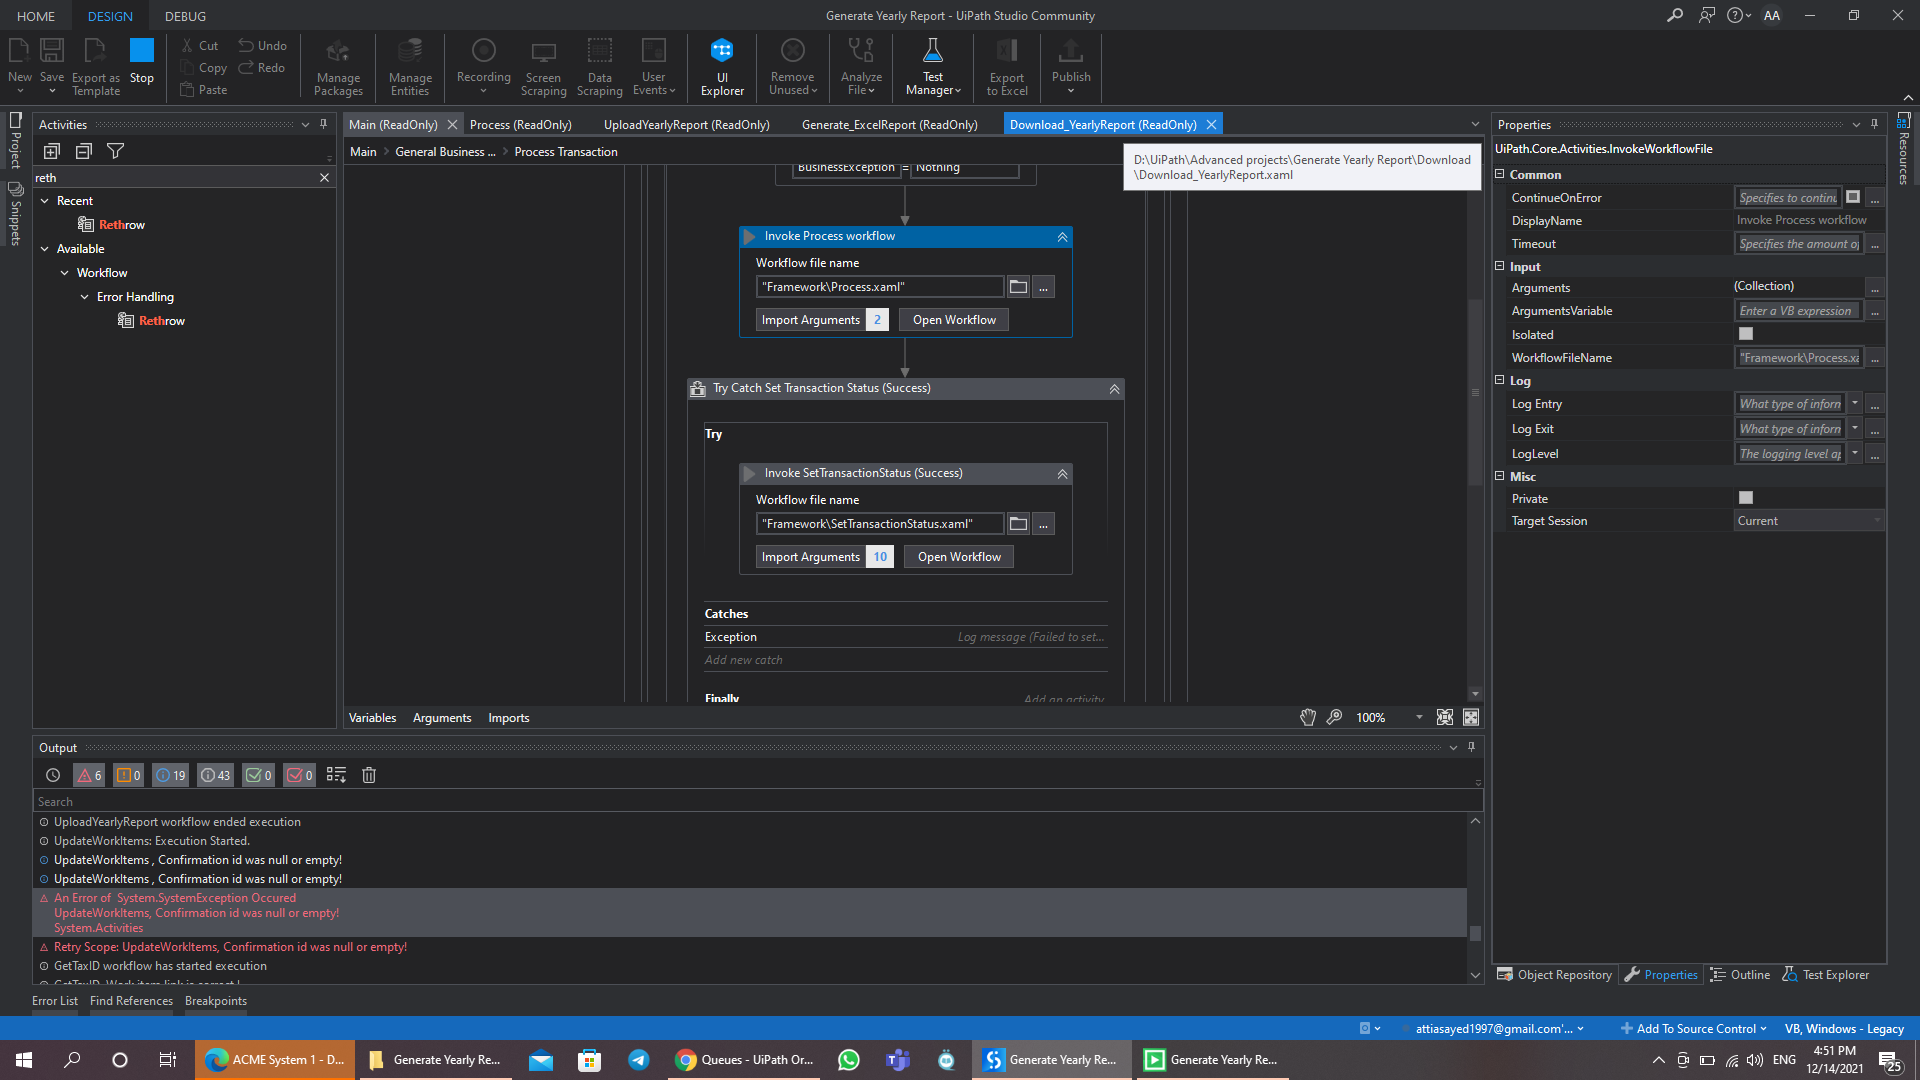 HOME
DESIGN
DEBUG
Generate Yearly Report - UiPath Studio Community
AA
New
Save
Export as
Template
Stop
Cut
Copy
Paste
Undo
Redo
Manage
Packages
Manage
Entities
Recording
Screen
Scraping
Data
Scraping
User
Events
UI
Explorer
Remove
Unused
Analyze
File
Test
Manager
Export
to Excel
Publish
Project
Snippets
Activities
reth
Recent
Rethrow
Available
Workflow
Error Handling
Rethrow
Main (ReadOnly)
Process (ReadOnly)
UploadYearlyReport (ReadOnly)
Generate_ExcelReport (ReadOnly)
Download_YearlyReport (ReadOnly)
Main > General Business ... > Process Transaction
D:\UiPath\Advanced projects\Generate Yearly Report\Download
\Download_YearlyReport.xaml
BusinessException = Nothing
Invoke Process workflow
Workflow file name
"Framework\Process.xaml"
...
Import Arguments 2
Open Workflow
Try Catch Set Transaction Status (Success)
Try
Invoke SetTransactionStatus (Success)
Workflow file name
"Framework\SetTransactionStatus.xaml"
...
Import Arguments 10
Open Workflow
Catches
Exception
Log message (Failed to set...
Add new catch
Finally
Add an activity
Variables
Arguments
Imports
100%
Properties
UiPath.Core.Activities.InvokeWorkflowFile
Common
ContinueOnError
Specifies to continu
...
DisplayName
Invoke Process workflow
Timeout
Specifies the amount of
...
Input
Arguments
(Collection)
...
ArgumentsVariable
Enter a VB expression
...
Isolated
WorkflowFileName
"Framework\Process.xa
...
Log
Log Entry
What type of inform
...
Log Exit
What type of inform
...
LogLevel
The logging level ap
...
Misc
Private
Target Session
Current
Resources
Object Repository
Properties
Outline
Test Explorer
Output
6
0
19
43
0
0
Search
UploadYearlyReport workflow ended execution
UpdateWorkItems: Execution Started.
UpdateWorkItems , Confirmation id was null or empty!
UpdateWorkItems , Confirmation id was null or empty!
An Error of  System.SystemException Occured
UpdateWorkItems, Confirmation id was null or empty!
System.Activities
Retry Scope: UpdateWorkItems, Confirmation id was null or empty!
GetTaxID workflow has started execution
GetTaxID, Work item link is correct !
Error List
Find References
Breakpoints
attiasayed1997@gmail.com'...
Add To Source Control
VB, Windows - Legacy
ACME System 1 - D...
Generate Yearly Re...
Queues - UiPath Or...
Generate Yearly Re...
Generate Yearly Re...
ENG
4:51 PM
12/14/2021
25